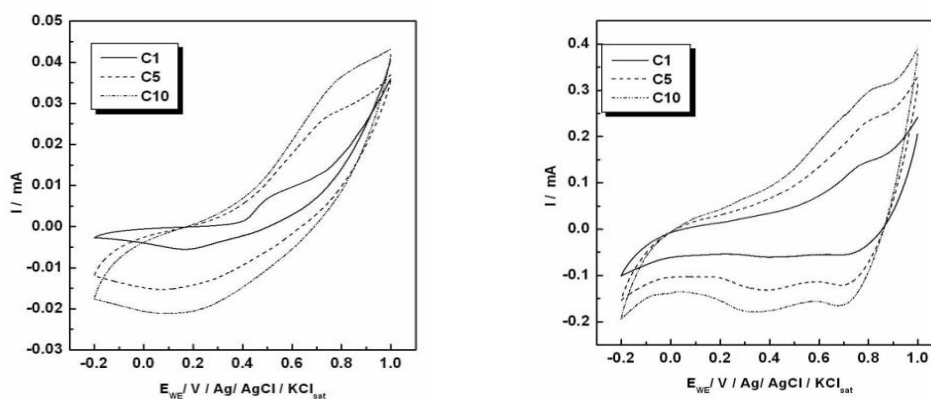 0.05
0.04
0.03
0.02
0.01
0.00
-0.01
-0.02
-0.03
I / mA
C1
C5
C10
-0.2 0.0 0.2 0.4 0.6 0.8 1.0
E_WE/ V / Ag/ AgCl / KCl_sat
0.4
0.3
0.2
0.1
0.0
-0.1
-0.2
I / mA
C1
C5
C10
-0.2 0.0 0.2 0.4 0.6 0.8 1.0
E_WE/ V / Ag/ AgCl / KCl_sat